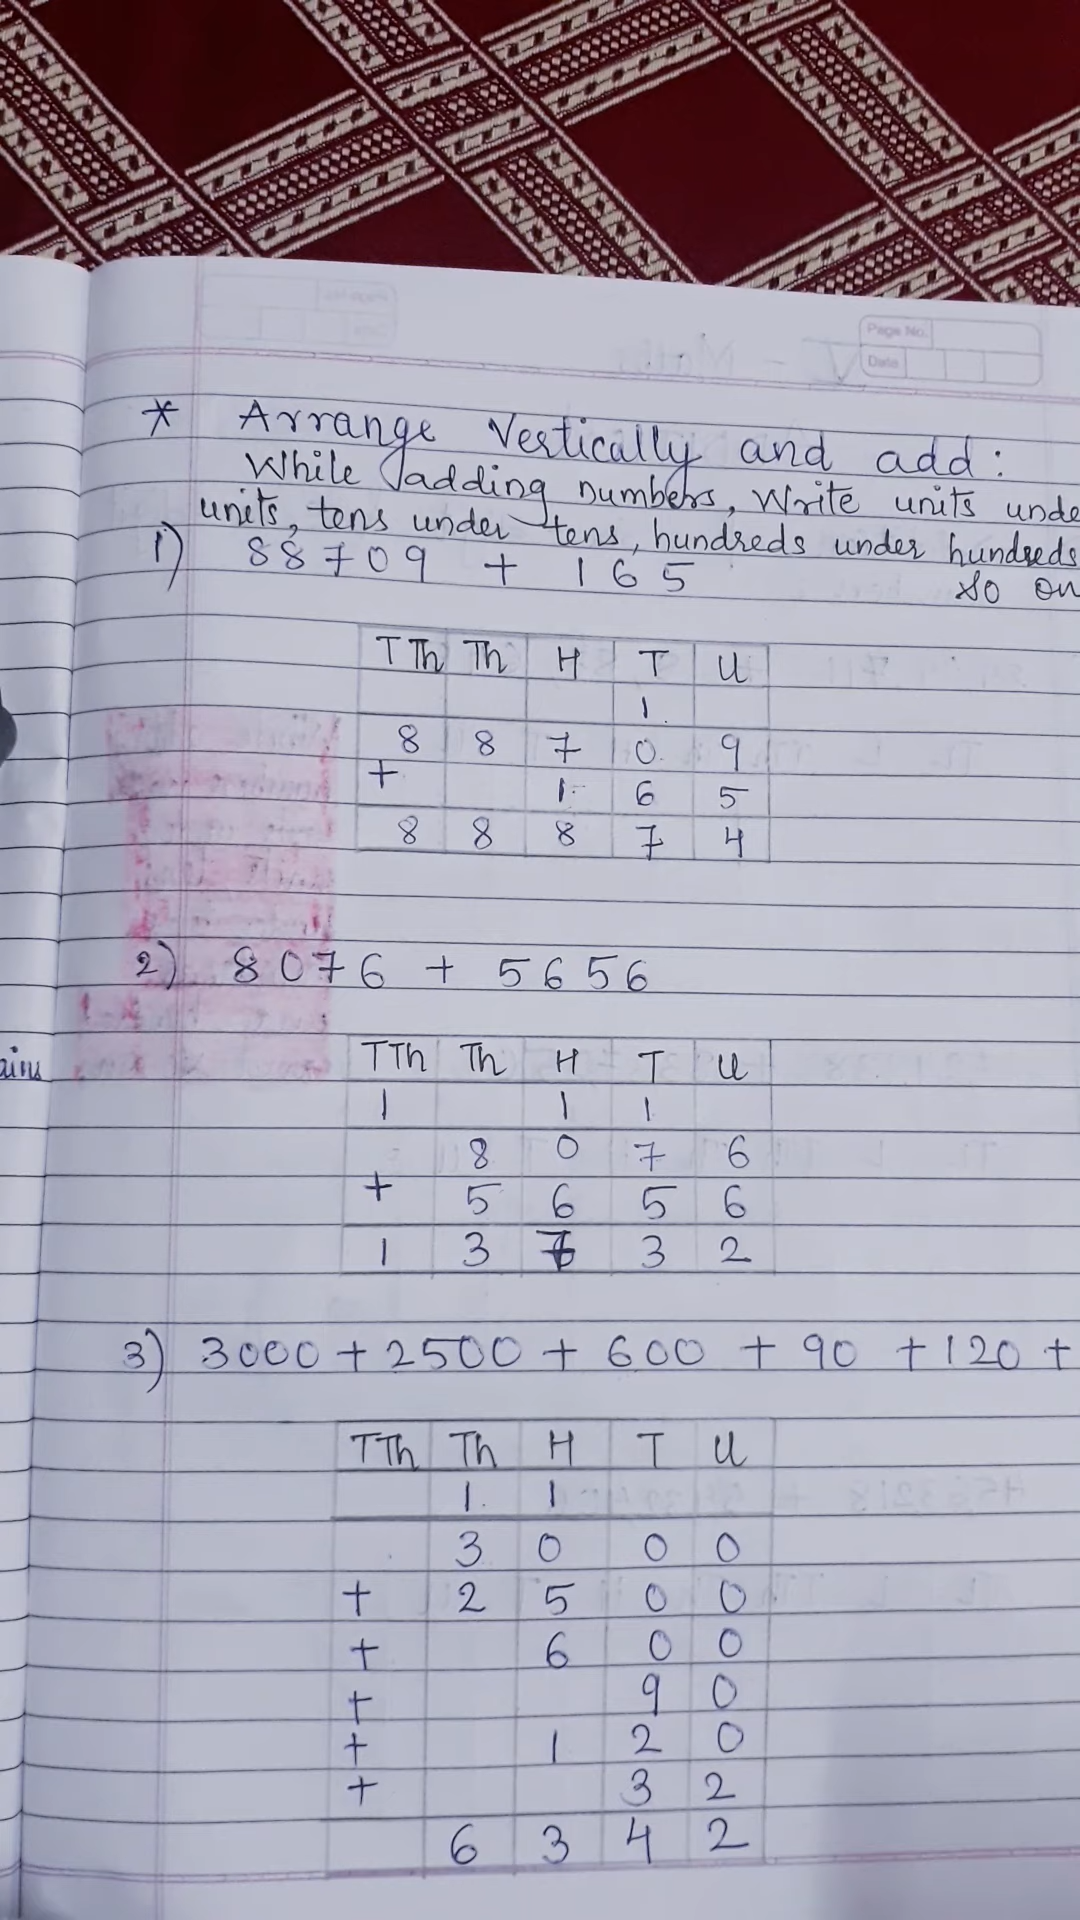 Page No.
Date
* Arrange Vertically and add:
While adding numbers, Write units unde
units, tens under tens, hundreds under hundreds
so on
1) 88709 + 165
T Th Th H T U
1
8 8 7 0 9
+ 1 6 5
8 8 8 7 4
2) 8076 + 5656
TTh Th H T U
1 1 1
8 0 7 6
+ 5 6 5 6
1 3 7 3 2
3) 3000 + 2500 + 600 + 90 + 120 +
TTh Th H T U
1 1
3 0 0 0
+ 2 5 0 0
+ 6 0 0
+ 9 0
+ 1 2 0
+ 3 2
6 3 4 2